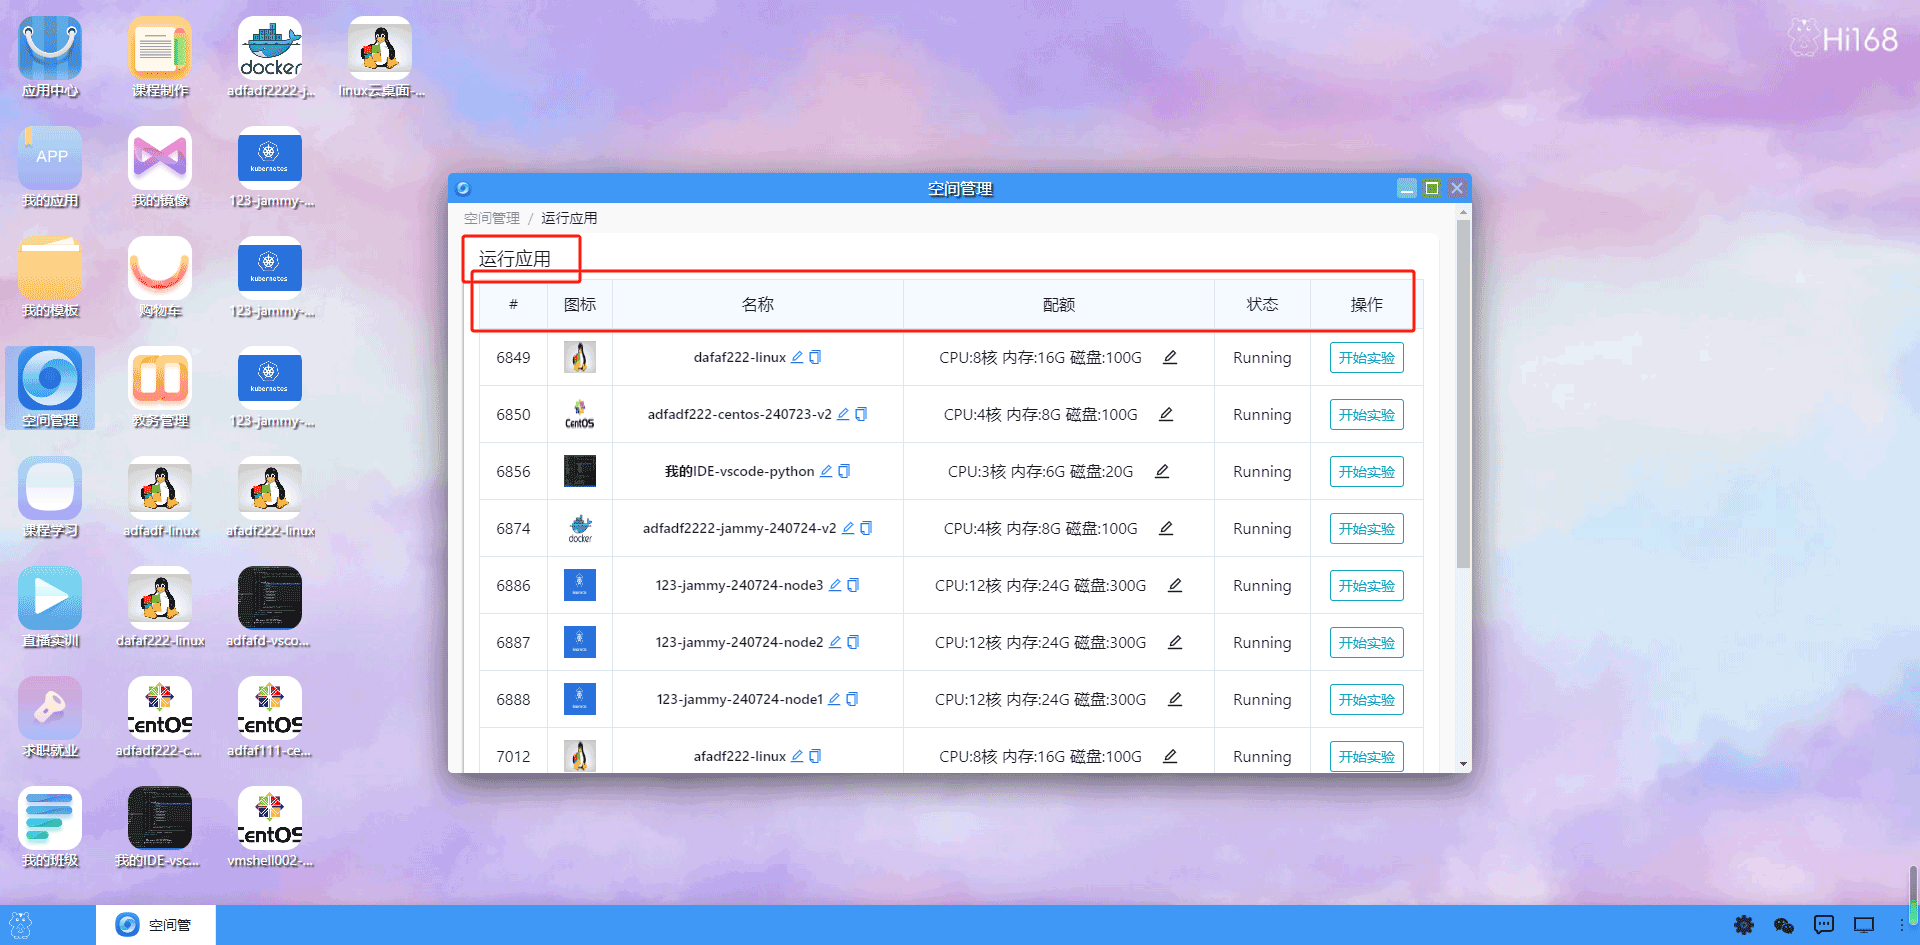 应用中心
课程制作
adfadf2222-j...
linux云桌面-...
Hi168
docker
APP
我的应用
我的镜像
kubernetes
123-jammy-...
我的模板
购物车
kubernetes
123-jammy-...
空间管理
教务管理
kubernetes
123-jammy-...
课程学习
adfadf-linux
afadf222-linux
直播实训
dafaf222-linux
adfafd-vsco...
求职就业
CentOS
adfadf222-c...
CentOS
adfaf111-ce...
我的班级
我的IDE-vsc...
CentOS
vmshell002-...
空间管理
空间管理 / 运行应用
运行应用
# 图标 名称 配额 状态 操作
6849 dafaf222-linux CPU:8核 内存:16G 磁盘:100G Running 开始实验
6850 CentOS adfadf222-centos-240723-v2 CPU:4核 内存:8G 磁盘:100G Running 开始实验
6856 我的IDE-vscode-python CPU:3核 内存:6G 磁盘:20G Running 开始实验
6874 docker adfadf2222-jammy-240724-v2 CPU:4核 内存:8G 磁盘:100G Running 开始实验
6886 123-jammy-240724-node3 CPU:12核 内存:24G 磁盘:300G Running 开始实验
6887 123-jammy-240724-node2 CPU:12核 内存:24G 磁盘:300G Running 开始实验
6888 123-jammy-240724-node1 CPU:12核 内存:24G 磁盘:300G Running 开始实验
7012 afadf222-linux CPU:8核 内存:16G 磁盘:100G Running 开始实验
空间管